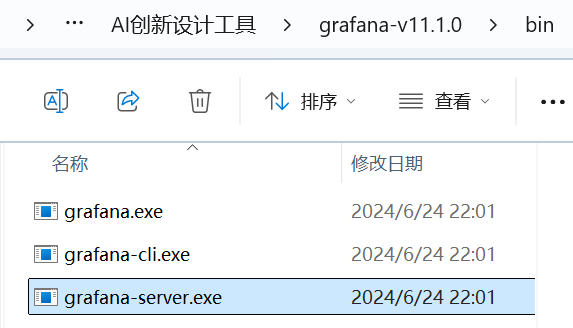 AI创新设计工具 grafana-v11.1.0 bin
排序 查看
名称 修改日期
grafana.exe 2024/6/24 22:01
grafana-cli.exe 2024/6/24 22:01
grafana-server.exe 2024/6/24 22:01